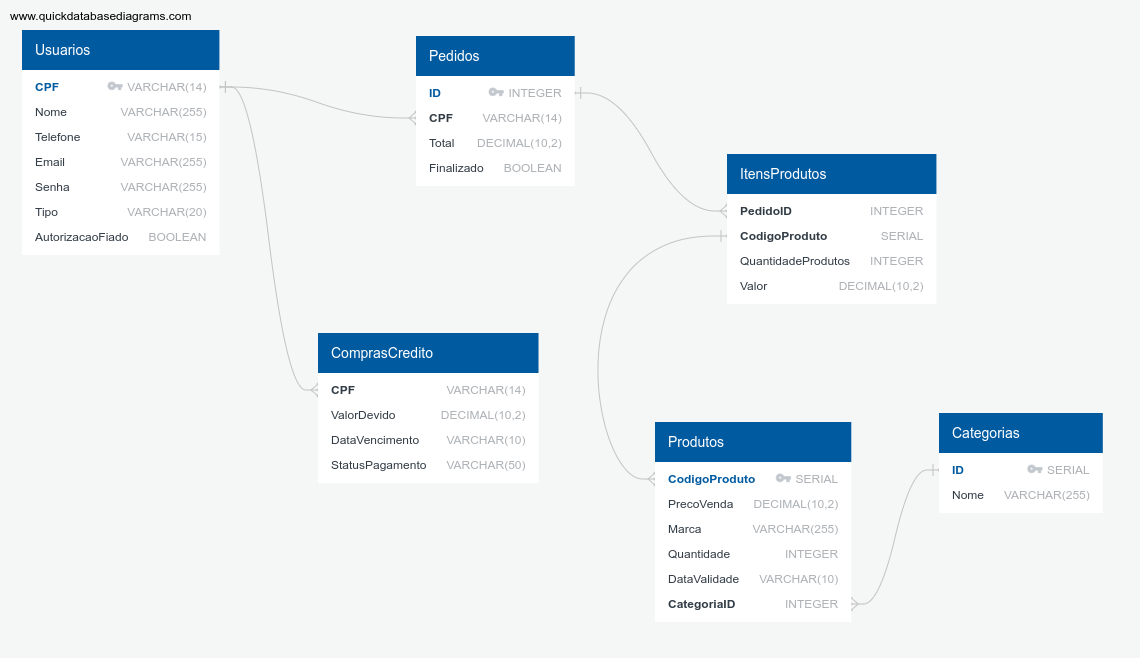 www.quickdatabasediagrams.com
Usuarios
CPF VARCHAR(14)
Nome VARCHAR(255)
Telefone VARCHAR(15)
Email VARCHAR(255)
Senha VARCHAR(255)
Tipo VARCHAR(20)
AutorizacaoFiado BOOLEAN
Pedidos
ID INTEGER
CPF VARCHAR(14)
Total DECIMAL(10,2)
Finalizado BOOLEAN
ItensProdutos
PedidoID INTEGER
CodigoProduto SERIAL
QuantidadeProdutos INTEGER
Valor DECIMAL(10,2)
ComprasCredito
CPF VARCHAR(14)
ValorDevido DECIMAL(10,2)
DataVencimento VARCHAR(10)
StatusPagamento VARCHAR(50)
Produtos
CodigoProduto SERIAL
PrecoVenda DECIMAL(10,2)
Marca VARCHAR(255)
Quantidade INTEGER
DataValidade VARCHAR(10)
CategoriaID INTEGER
Categorias
ID SERIAL
Nome VARCHAR(255)